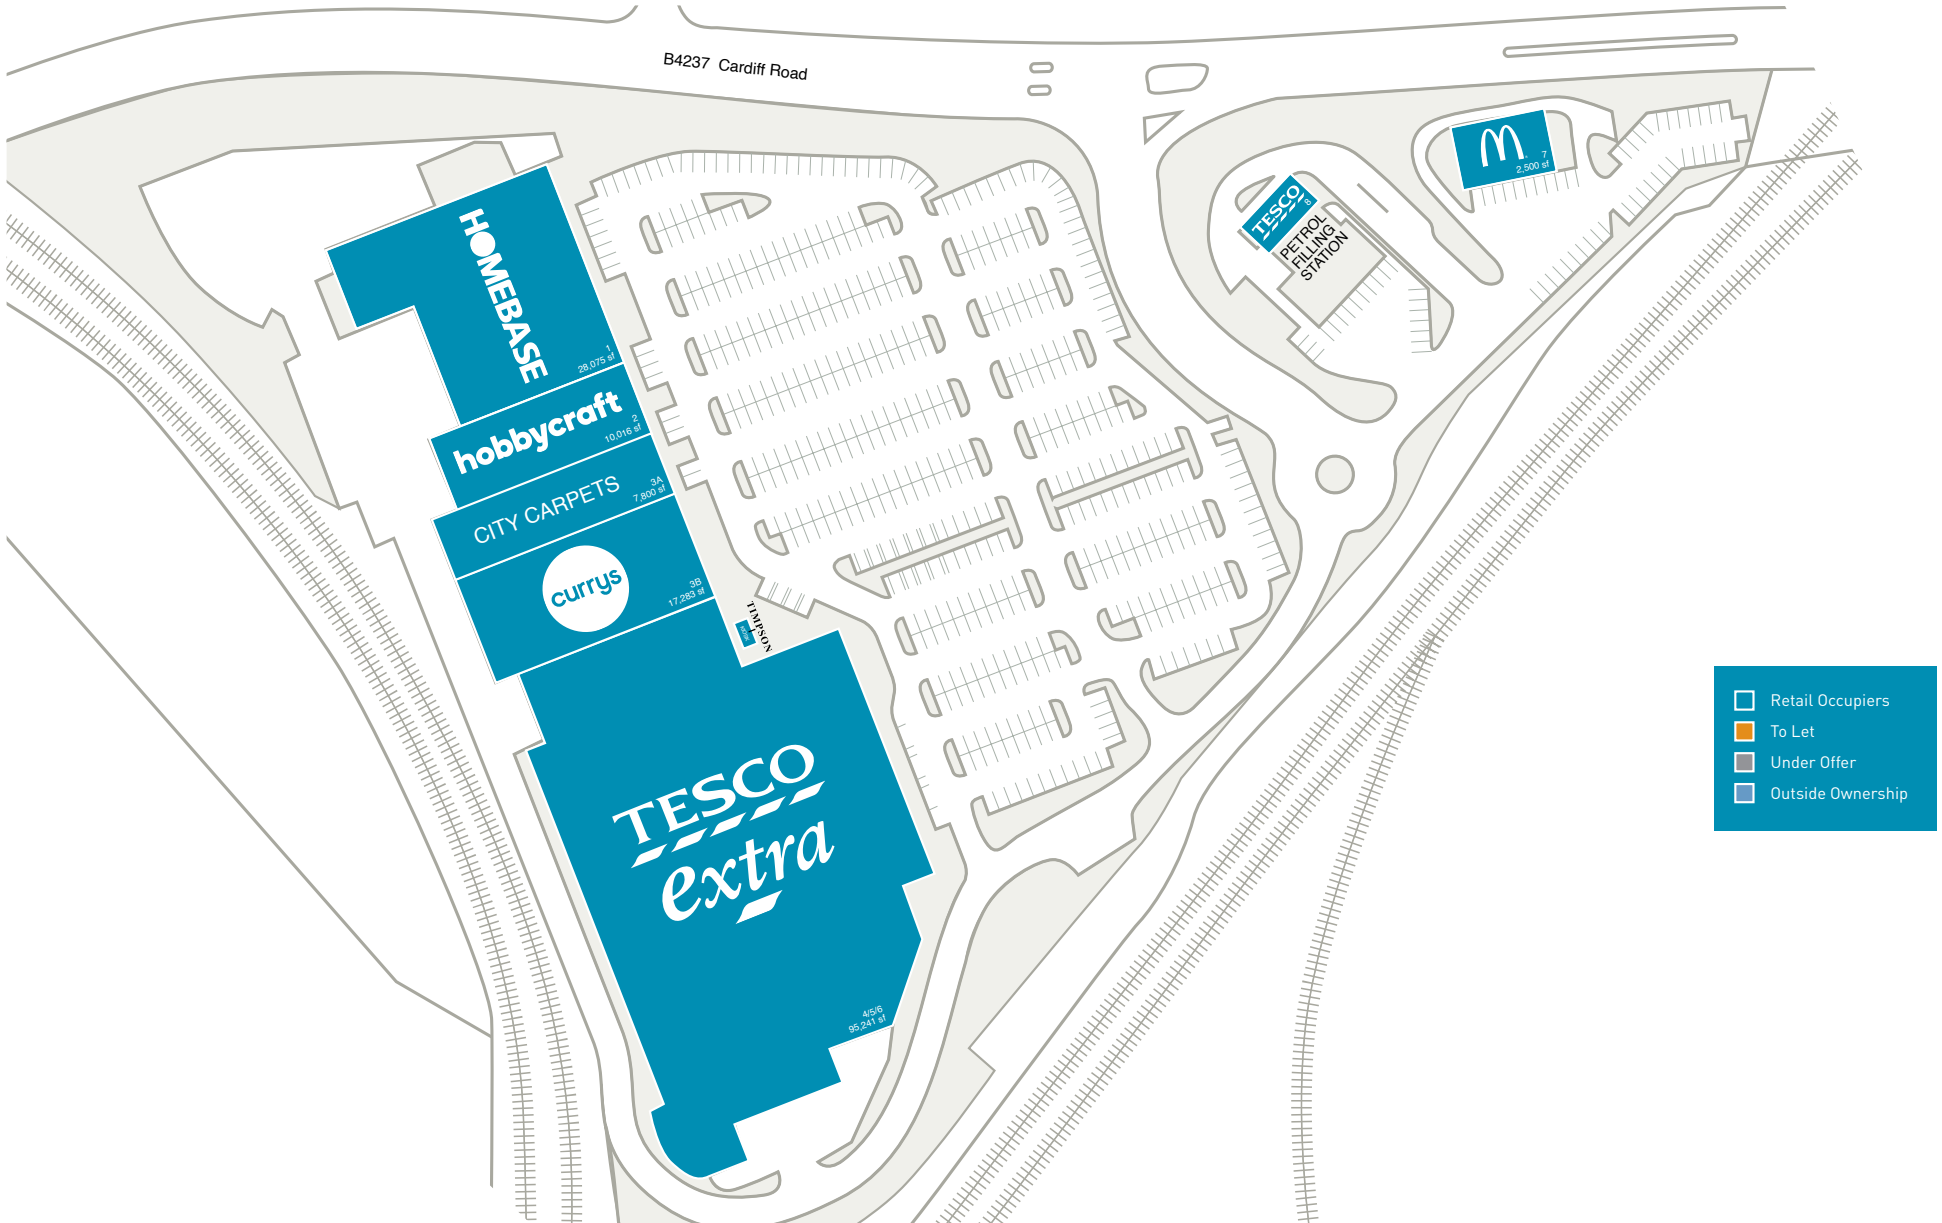 B4237 Cardiff Road
HOMEBASE
1
28,075 sf
hobbycraft
2
10,016 sf
CITY CARPETS
3A
7,800 sf
currys
3B
17,283 sf
TIMPSON
TESCO
extra
4/5/6
95,241 sf
TESCO
8
PETROL
FILLING
STATION
7
2,500 sf
Retail Occupiers
To Let
Under Offer
Outside Ownership